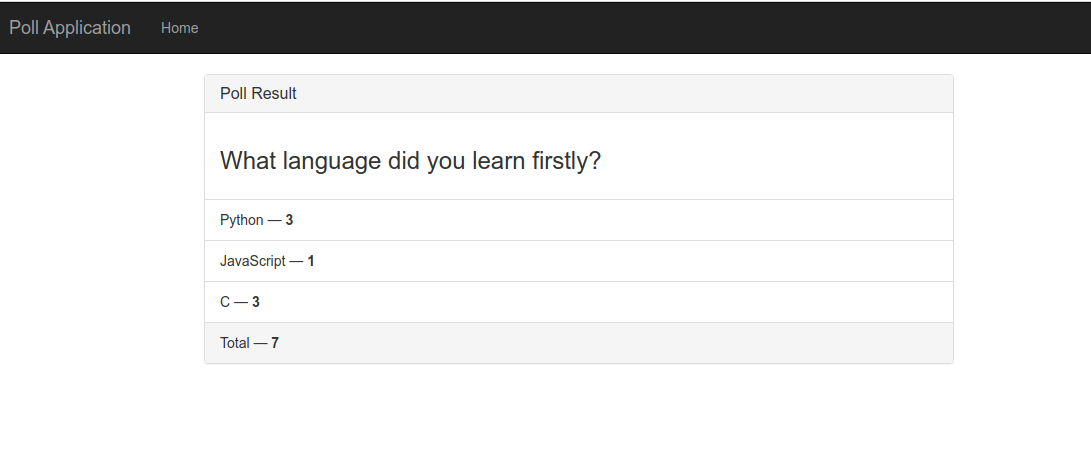 Poll Application Home
Poll Result
What language did you learn firstly?
Python — 3
JavaScript — 1
C — 3
Total — 7